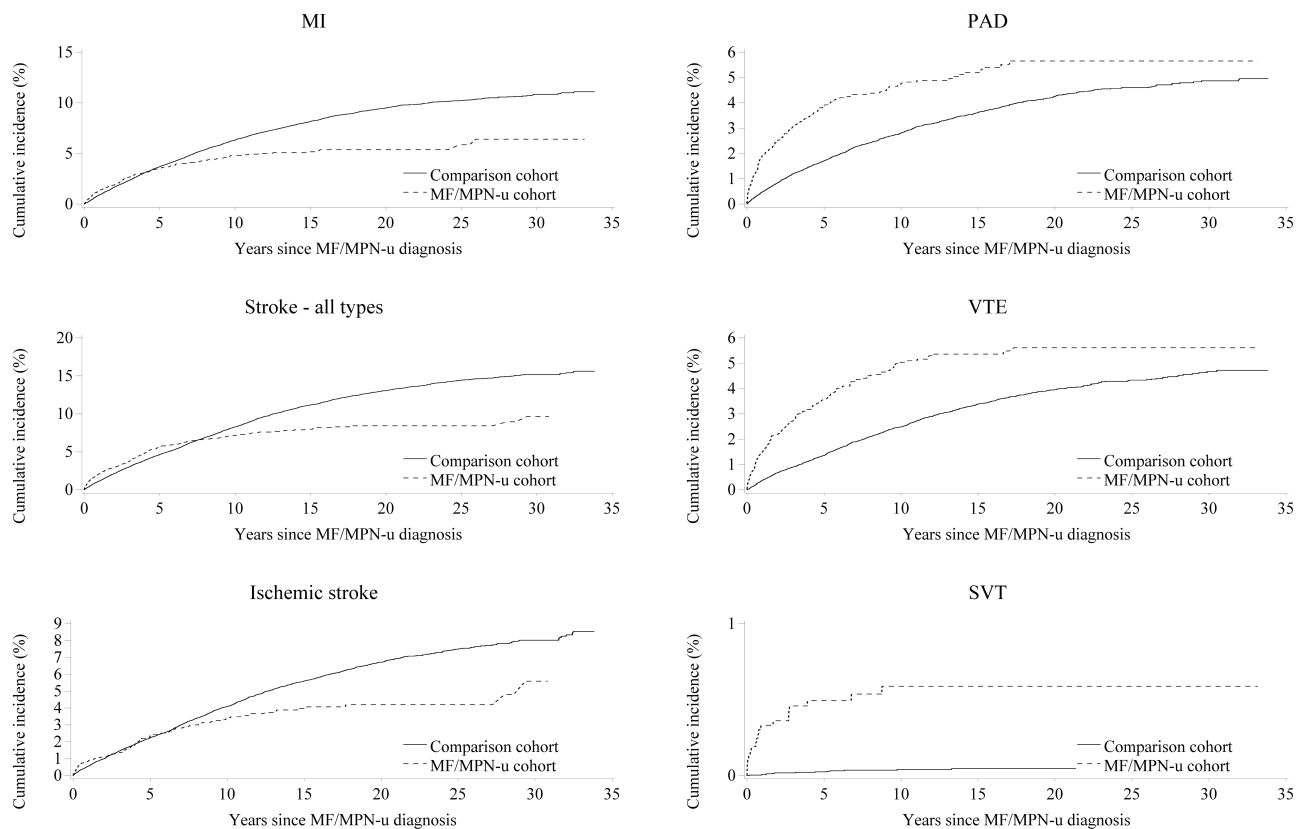 MI
Cumulative incidence (%)
15
10
5
0
0 5 10 15 20 25 30 35
Comparison cohort
MF/MPN-u cohort
Years since MF/MPN-u diagnosis
PAD
Cumulative incidence (%)
6
5
4
3
2
1
0
0 5 10 15 20 25 30 35
Comparison cohort
MF/MPN-u cohort
Years since MF/MPN-u diagnosis
Stroke - all types
Cumulative incidence (%)
20
15
10
5
0
0 5 10 15 20 25 30 35
Comparison cohort
MF/MPN-u cohort
Years since MF/MPN-u diagnosis
VTE
Cumulative incidence (%)
6
5
4
3
2
1
0
0 5 10 15 20 25 30 35
Comparison cohort
MF/MPN-u cohort
Years since MF/MPN-u diagnosis
Ischemic stroke
Cumulative incidence (%)
9
8
7
6
5
4
3
2
1
0
0 5 10 15 20 25 30 35
Comparison cohort
MF/MPN-u cohort
Years since MF/MPN-u diagnosis
SVT
Cumulative incidence (%)
1
0
0 5 10 15 20 25 30 35
Comparison cohort
MF/MPN-u cohort
Years since MF/MPN-u diagnosis